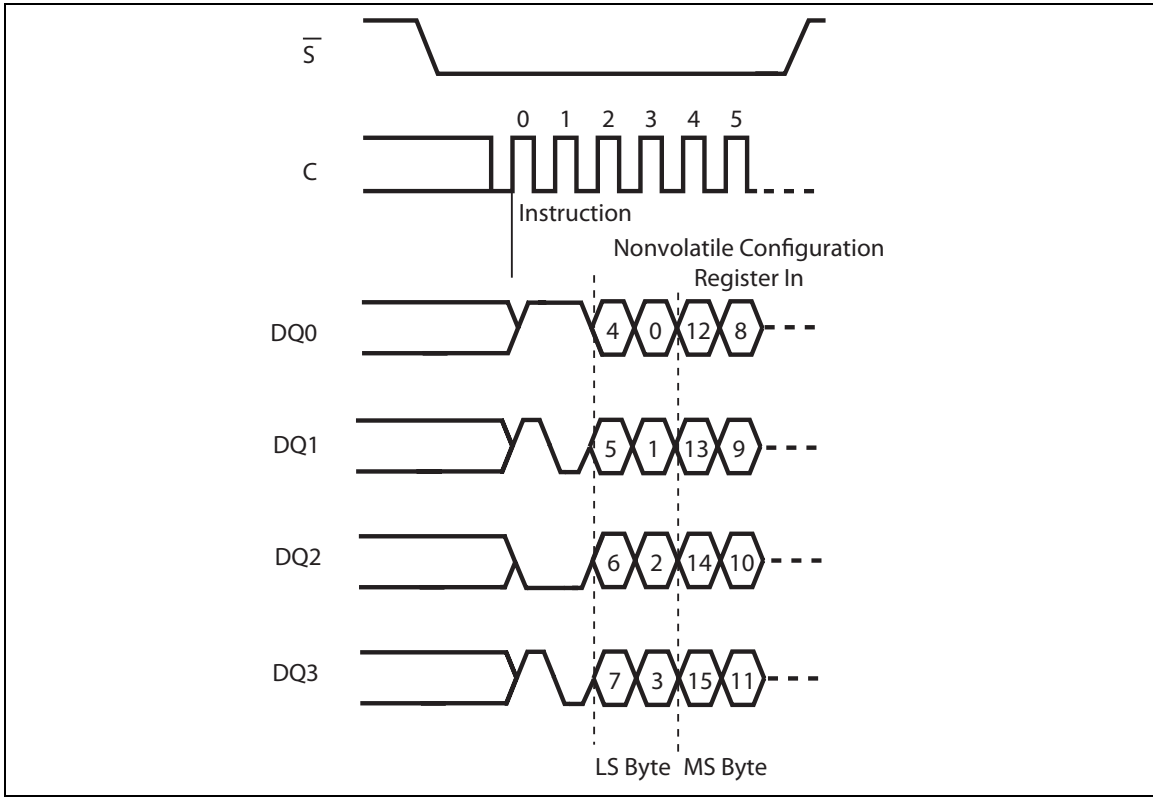 S
0 1 2 3 4 5
C
Instruction
Nonvolatile Configuration
Register In
DQ0 4 0 12 8
DQ1 5 1 13 9
DQ2 6 2 14 10
DQ3 7 3 15 11
LS Byte MS Byte